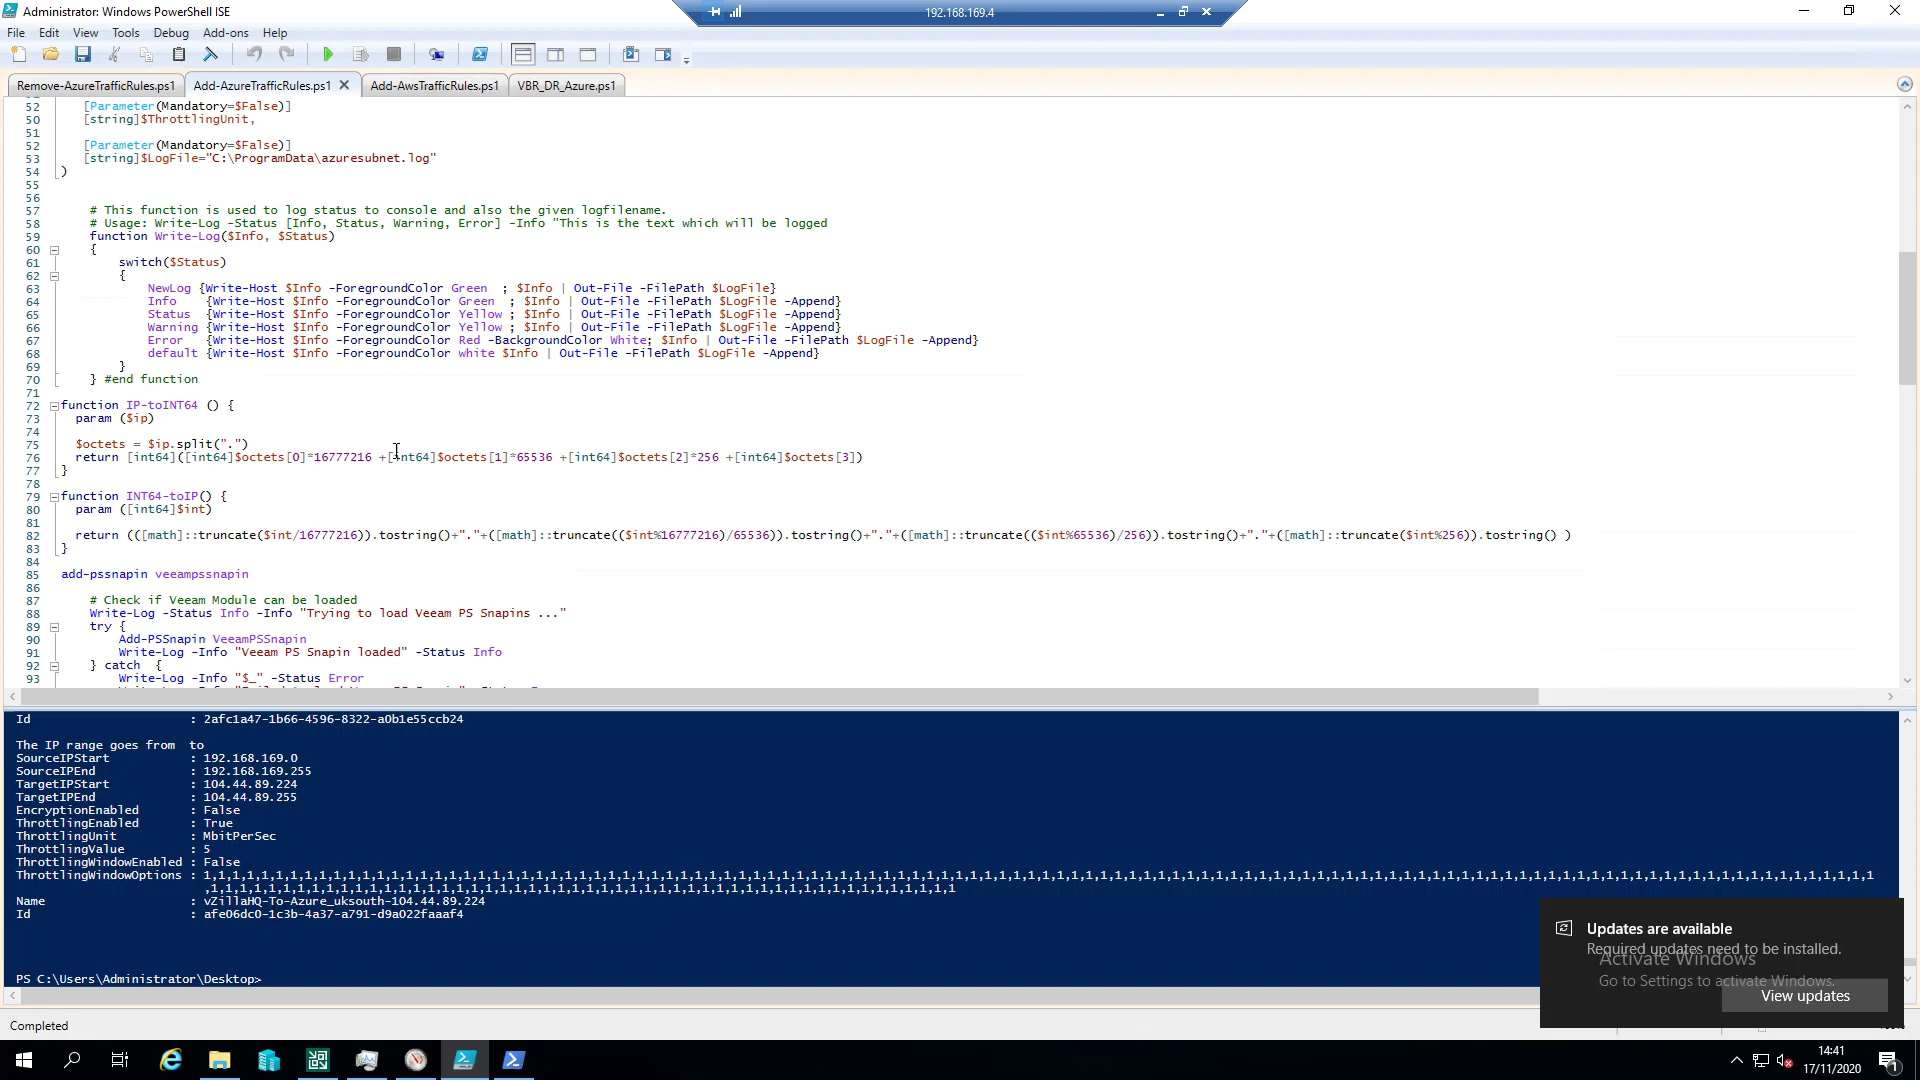 Administrator: Windows PowerShell ISE
192.168.169.4
File Edit View Tools Debug Add-ons Help
Remove-AzureTrafficRules.ps1 Add-AzureTrafficRules.ps1 Add-AwsTrafficRules.ps1 VBR_DR_Azure.ps1
52 [Parameter(Mandatory=$False)]
50 [string]$ThrottlingUnit,
51
52 [Parameter(Mandatory=$False)]
53 [string]$LogFile="C:\ProgramData\azuresubnet.log"
54 )
55
56
57 # This function is used to log status to console and also the given logfilename.
58 # Usage: Write-Log -Status [Info, Status, Warning, Error] -Info "This is the text which will be logged
59 function Write-Log($Info, $Status)
60 {
61 switch($Status)
62 {
63 NewLog {Write-Host $Info -ForegroundColor Green ; $Info | Out-File -FilePath $LogFile}
64 Info {Write-Host $Info -ForegroundColor Green ; $Info | Out-File -FilePath $LogFile -Append}
65 Status {Write-Host $Info -ForegroundColor Yellow ; $Info | Out-File -FilePath $LogFile -Append}
66 Warning {Write-Host $Info -ForegroundColor Yellow ; $Info | Out-File -FilePath $LogFile -Append}
67 Error {Write-Host $Info -ForegroundColor Red -BackgroundColor White; $Info | Out-File -FilePath $LogFile -Append}
68 default {Write-Host $Info -ForegroundColor white $Info | Out-File -FilePath $LogFile -Append}
69 }
70 } #end function
71
72 function IP-toINT64 () {
73 param ($ip)
74
75 $octets = $ip.split(".")
76 return [int64]([int64]$octets[0]*16777216 +[int64]$octets[1]*65536 +[int64]$octets[2]*256 +[int64]$octets[3])
77 }
78
79 function INT64-toIP() {
80 param ([int64]$int)
81
82 return (([math]::truncate($int/16777216)).tostring()+"."+([math]::truncate(($int%16777216)/65536)).tostring()+"."+([math]::truncate(($int%65536)/256)).tostring()+"."+([math]::truncate($int%256)).tostring() )
83 }
84
85 add-pssnapin veeampssnapin
86
87 # Check if Veeam Module can be loaded
88 Write-Log -Status Info -Info "Trying to load Veeam PS Snapins ..."
89 try {
90 Add-PSSnapin VeeamPSSnapin
91 Write-Log -Info "Veeam PS Snapin loaded" -Status Info
92 } catch {
93 Write-Log -Info "$_" -Status Error
Id : 2afc1a47-1b66-4596-8322-a0b1e55ccb24
The IP range goes from to
SourceIPStart : 192.168.169.0
SourceIPEnd : 192.168.169.255
TargetIPStart : 104.44.89.224
TargetIPEnd : 104.44.89.255
EncryptionEnabled : False
ThrottlingEnabled : True
ThrottlingUnit : MbitPerSec
ThrottlingValue : 5
ThrottlingWindowEnabled : False
ThrottlingWindowOptions : 1,1,1,1,1,1,1,1,1,1,1,1,1,1,1,1,1,1,1,1,1,1,1,1,1,1,1,1,1,1,1,1,1,1,1,1,1,1,1,1,1,1,1,1,1,1,1,1,1,1,1,1,1,1,1,1,1,1,1,1,1,1,1,1,1,1,1,1,1,1,1,1,1,1,1,1,1,1,1,1,1,1,1,1,1,1,1,1,1,1,1,1,1,1,1,1,1,1,1,1,1,1,1,1,1,1,1,1,1,1,1,1,1,1,1,1
,1,1,1,1,1,1,1,1,1,1,1,1,1,1,1,1,1,1,1,1,1,1,1,1,1,1,1,1,1,1,1,1,1,1,1,1,1,1,1,1,1,1,1,1,1,1,1,1,1,1,1,1
Name : vZillaHQ-To-Azure_uksouth-104.44.89.224
Id : afe06dc0-1c3b-4a37-a791-d9a022faaaf4
PS C:\Users\Administrator\Desktop>
Updates are available
Required updates need to be installed.
Activate Windows
Go to Settings to activate Windows.
View updates
Completed
14:41
17/11/2020
1